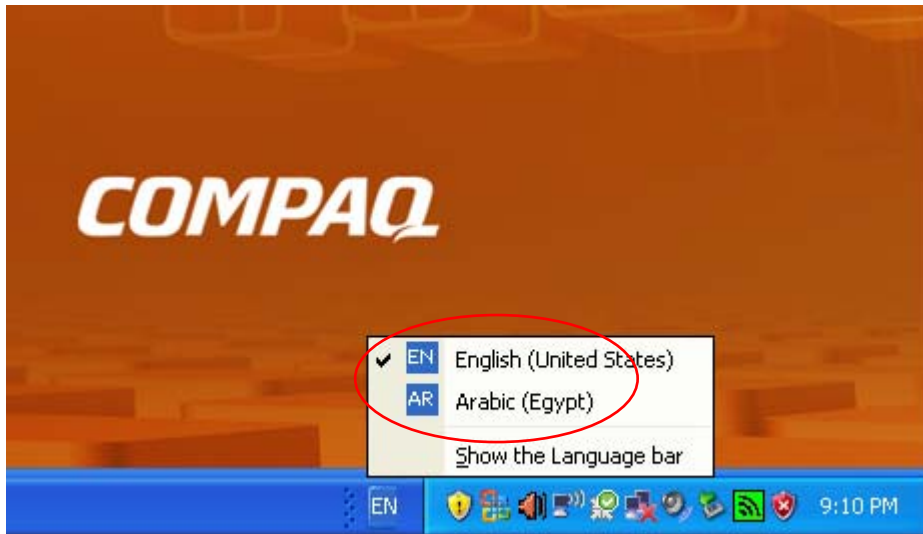 COMPAQ
EN English (United States)
AR Arabic (Egypt)
Show the Language bar
EN 9:10 PM